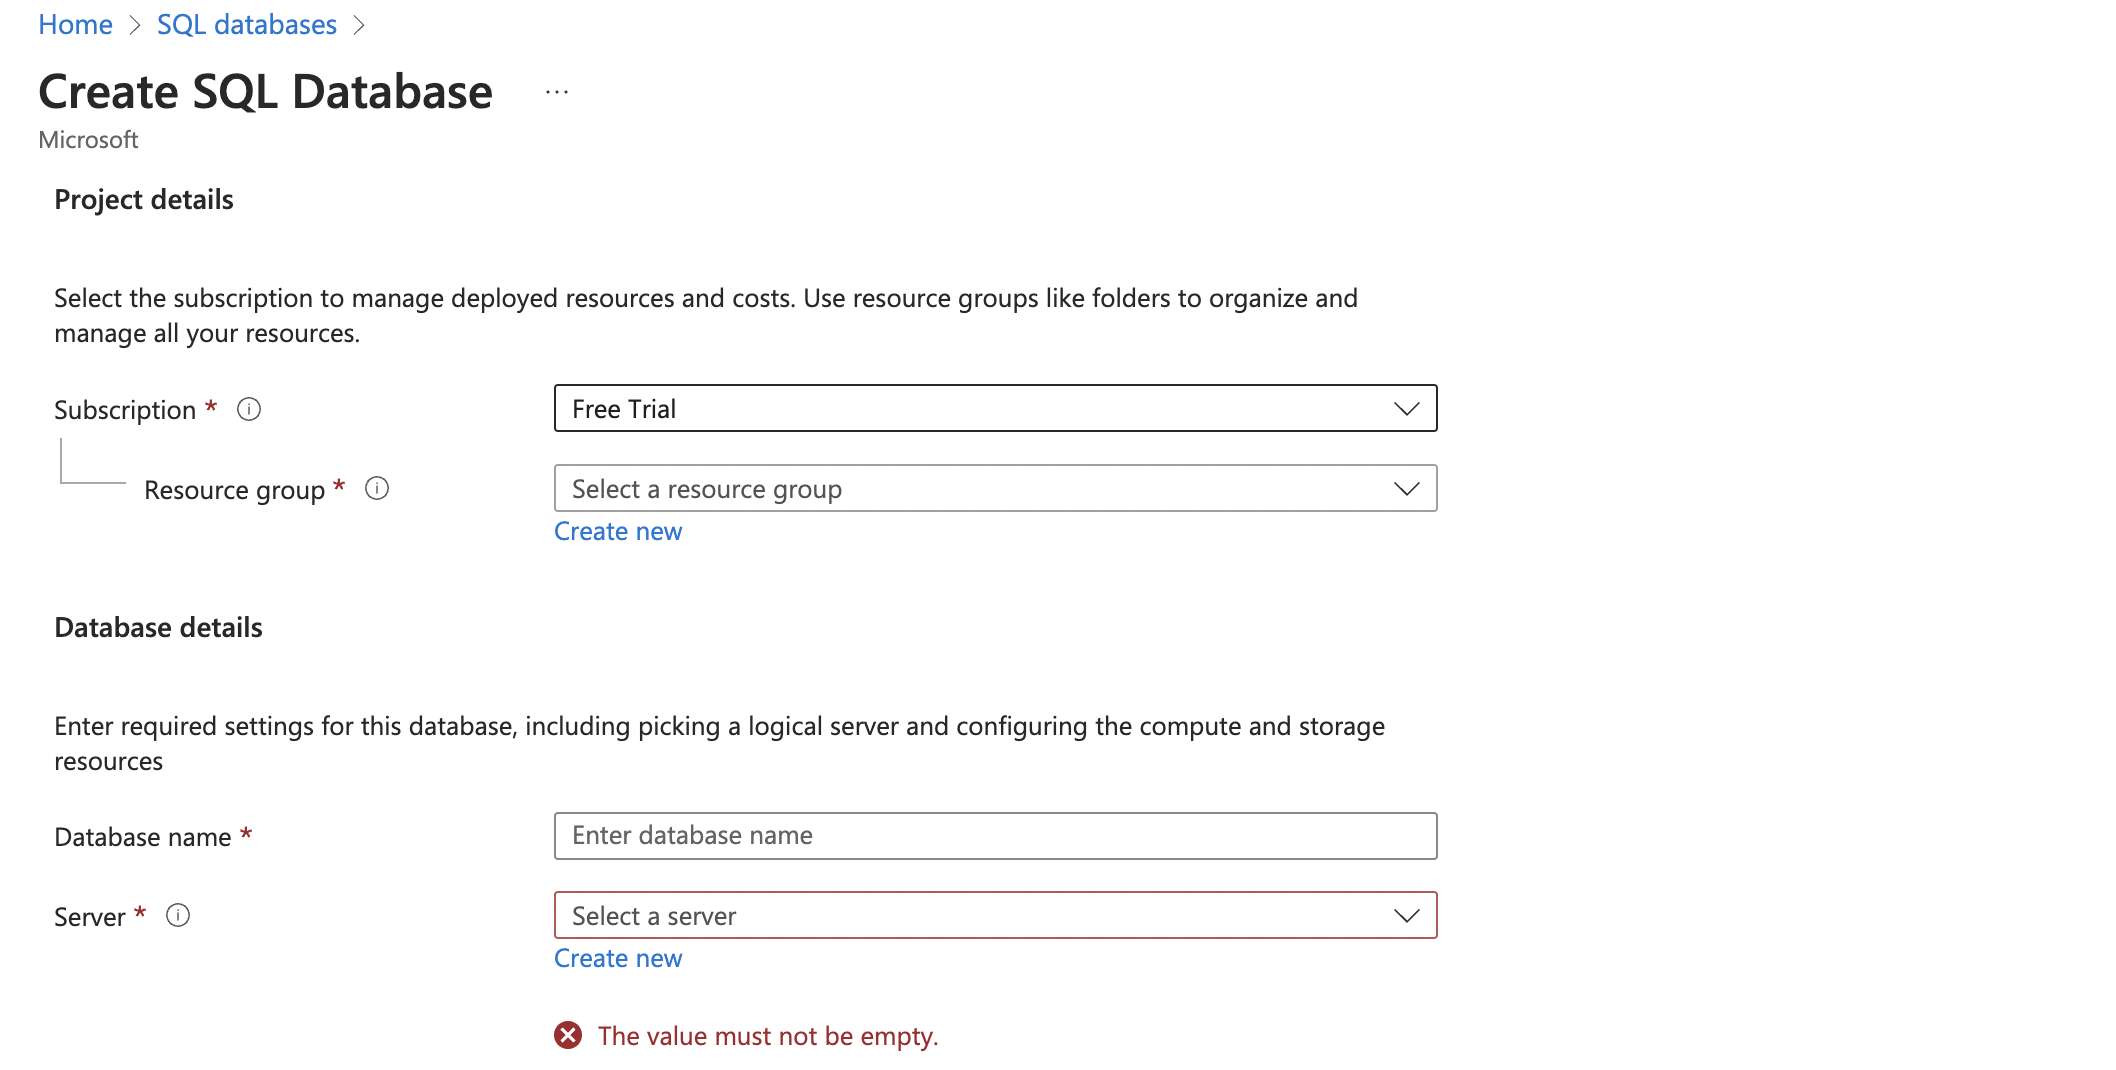 Home > SQL databases >
Create SQL Database ...
Microsoft
Project details
Select the subscription to manage deployed resources and costs. Use resource groups like folders to organize and
manage all your resources.
Subscription * Free Trial
Resource group * Select a resource group
Create new
Database details
Enter required settings for this database, including picking a logical server and configuring the compute and storage
resources
Database name * Enter database name
Server * Select a server
Create new
The value must not be empty.